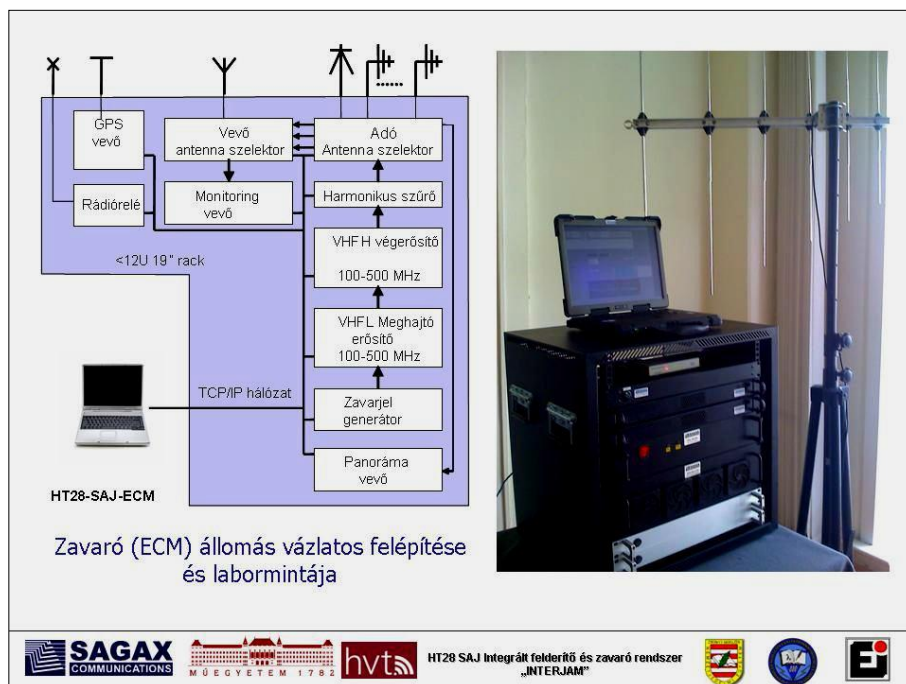 GPS
vevő
Vevő
antenna szelektor
Adó
Antenna szelektor
Rádiórelé
Monitoring
vevő
Harmonikus szűrő
<12U 19" rack
VHFH végerősítő
100-500 MHz
VHFL Meghajtó
erősítő
100-500 MHz
TCP/IP hálózat
Zavarjel
generátor
Panoráma
vevő
HT28-SAJ-ECM
Zavaró (ECM) állomás vázlatos felépítése
és labormintája
SAGAX
COMMUNICATIONS
MŰEGYETEM 1782
hvt
HT28 SAJ Integrált felderítő és zavaró rendszer
„INTERJAM”